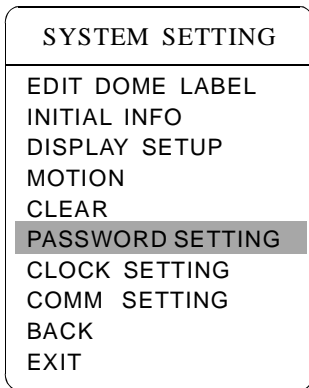 SYSTEM SETTING
EDIT DOME LABEL
INITIAL INFO
DISPLAY SETUP
MOTION
CLEAR
PASSWORD SETTING
CLOCK SETTING
COMM SETTING
BACK
EXIT